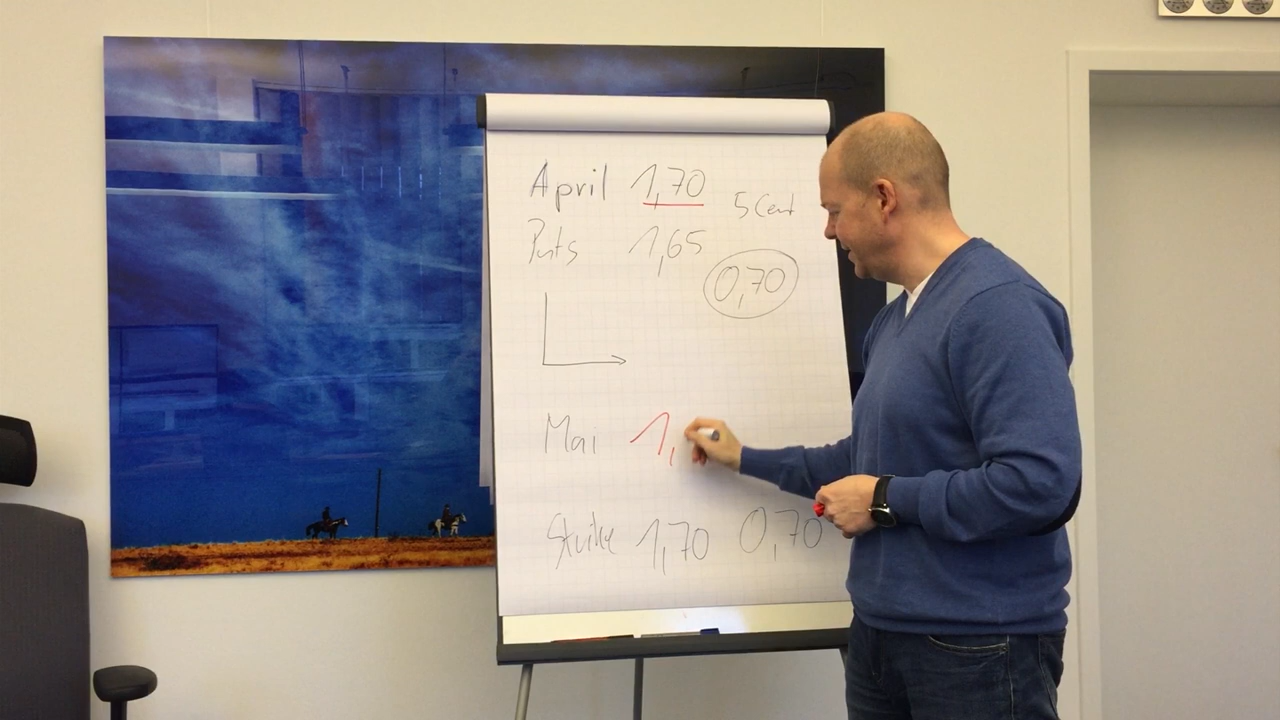 April 1,70
5 Cent
Puts 1,65
0,70
Mai 1,
Strike 1,70 0,70